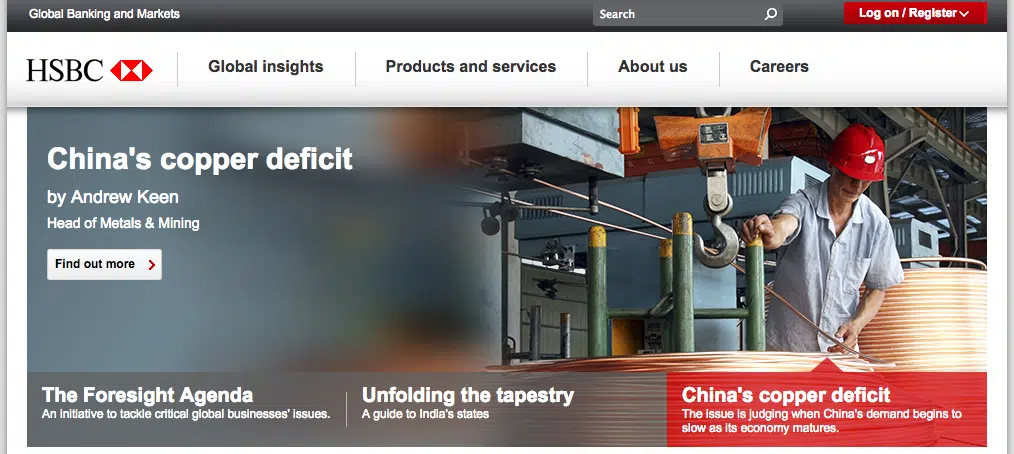 Global Banking and Markets
Search
Log on / Register
HSBC
Global insights
Products and services
About us
Careers
China's copper deficit
by Andrew Keen
Head of Metals & Mining
Find out more
The Foresight Agenda
An initiative to tackle critical global businesses' issues.
Unfolding the tapestry
A guide to India's states
China's copper deficit
The issue is judging when China's demand begins to
slow as its economy matures.